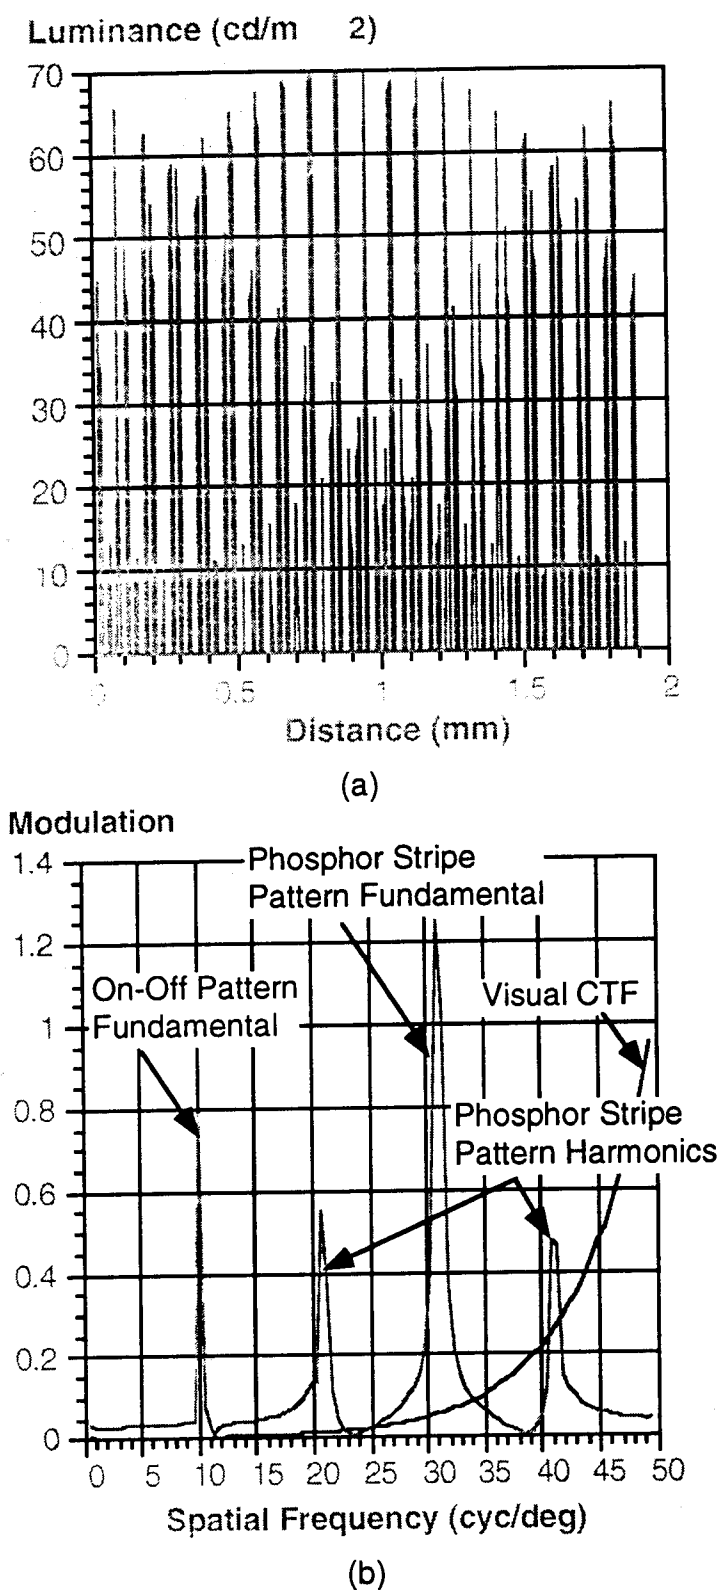 Luminance (cd/m 2)
70
60
50
40
30
20
10
0
0 0.5 1 1.5 2
Distance (mm)
(a)
Modulation
1.4
1.2
1
0.8
0.6
0.4
0.2
0
Phosphor Stripe
Pattern Fundamental
On-Off Pattern
Fundamental
Visual CTF
Phosphor Stripe
Pattern Harmonics
0 5 10 15 20 25 30 35 40 45 50
Spatial Frequency (cyc/deg)
(b)